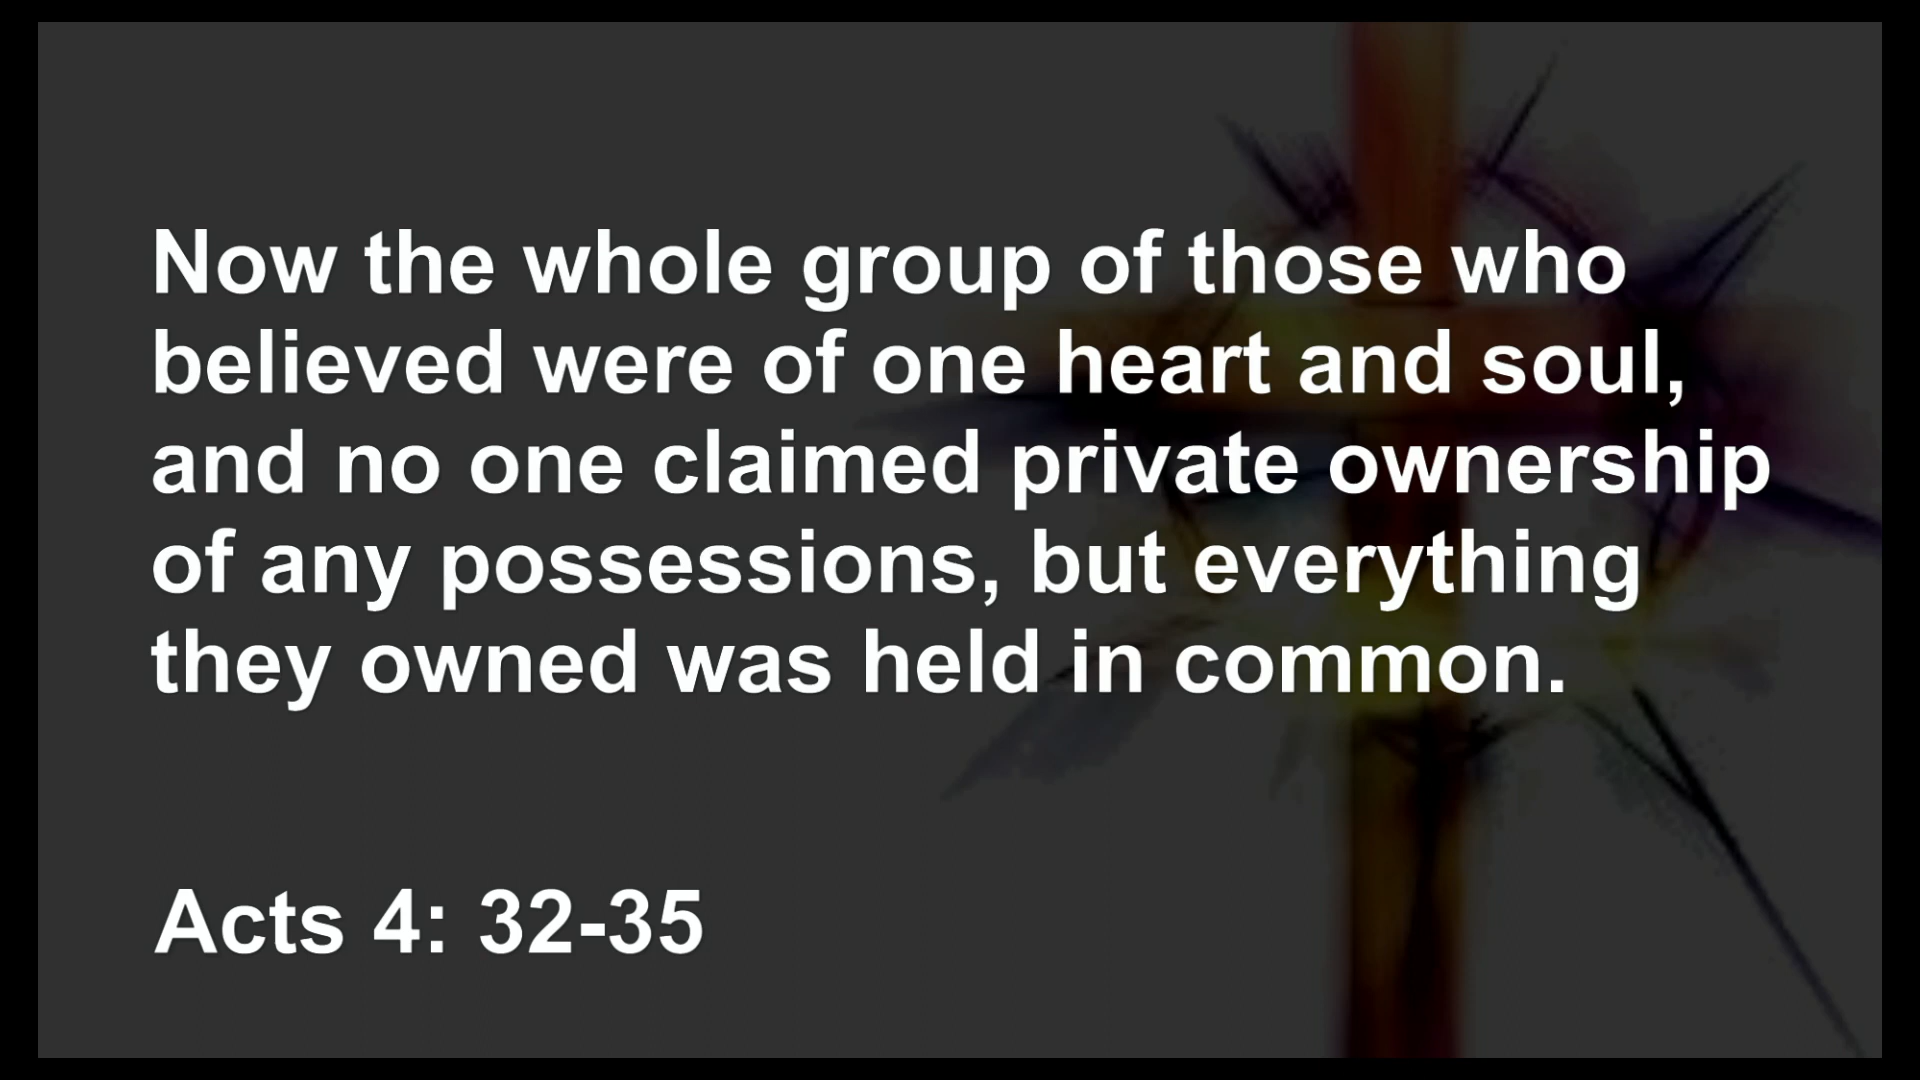 Now the whole group of those who
believed were of one heart and soul,
and no one claimed private ownership
of any possessions, but everything
they owned was held in common.
Acts 4: 32-35